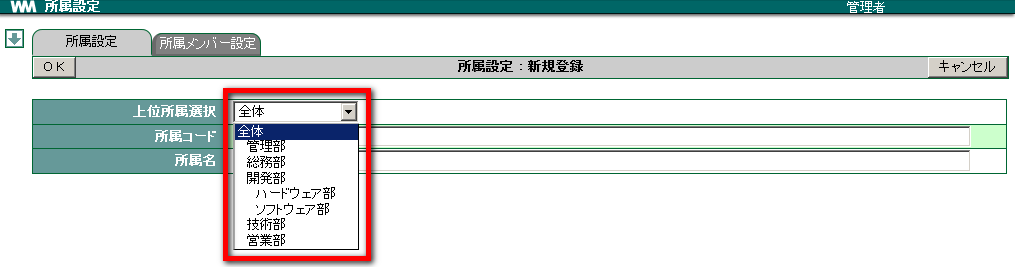 WM 所属設定 管理者
所属設定 所属メンバー設定
OK 所属設定：新規登録 キャンセル
上位所属選択 全体
所属コード
所属名
全体
管理部
総務部
開発部
ハードウェア部
ソフトウェア部
技術部
営業部